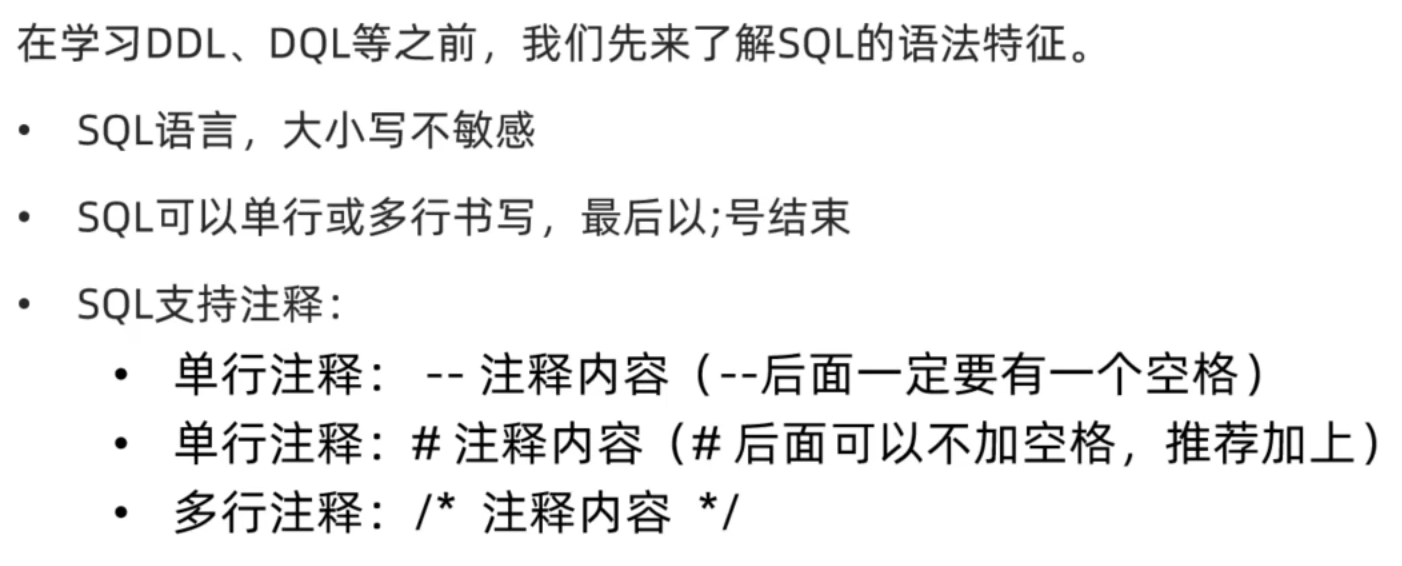 在学习DDL、DQL等之前，我们先来了解SQL的语法特征。
• SQL语言，大小写不敏感
• SQL可以单行或多行书写，最后以;号结束
• SQL支持注释：
• 单行注释： -- 注释内容（--后面一定要有一个空格）
• 单行注释：# 注释内容（# 后面可以不加空格，推荐加上）
• 多行注释：/* 注释内容 */